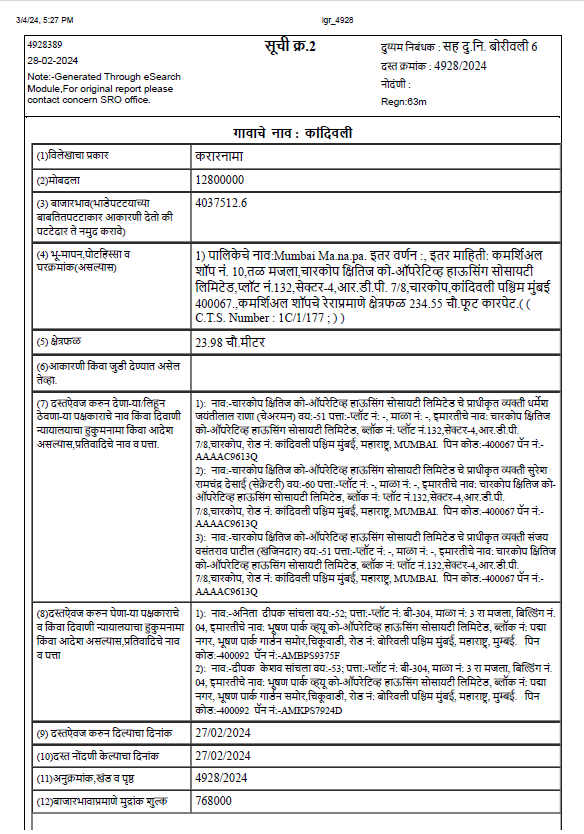 3/4/24, 5:27 PM
igr_4928
4928389
28-02-2024
Note:-Generated Through eSearch
Module,For original report please
contact concern SRO office.
सूची क्र.2
दुय्यम निबंधक : सह दु.नि. बोरीवली 6
दस्त क्रमांक : 4928/2024
नोदंणी :
Regn:63m
गावाचे नाव : कांदिवली
(1)विलेखाचा प्रकार
करारनामा
(2)मोबदला
12800000
(3) बाजारभाव(भाडेपटटयाच्या
बाबतितपटटाकार आकारणी देतो की
पटटेदार ते नमुद करावे)
4037512.6
(4) भू-मापन,पोटहिस्सा व
घरक्रमांक(असल्यास)
1) पालिकेचे नाव:Mumbai Ma.na.pa. इतर वर्णन :, इतर माहिती: कमर्शिअल
शॉप नं. 10,तळ मजला,चारकोप क्षितिज को-ऑपरेटिव्ह हाऊसिंग सोसायटी
लिमिटेड,प्लॉट नं.132,सेक्टर-4,आर.डी.पी. 7/8,चारकोप,कांदिवली पश्चिम मुंबई
400067.,कमर्शिअल शॉपचे रेराप्रमाणे क्षेत्रफळ 234.55 चौ.फूट कारपेट.( (
C.T.S. Number : 1C/1/177 ; ) )
(5) क्षेत्रफळ
23.98 चौ.मीटर
(6)आकारणी किंवा जुडी देण्यात असेल
तेव्हा.
(7) दस्तऐवज करुन देणा-या/लिहून
ठेवणा-या पक्षकाराचे नाव किंवा दिवाणी
न्यायालयाचा हुकुमनामा किंवा आदेश
असल्यास,प्रतिवादिचे नाव व पत्ता.
1): नाव:-चारकोप क्षितिज को-ऑपरेटिव्ह हाऊसिंग सोसायटी लिमिटेड चे प्राधीकृत व्यक्ती धर्मेश
जयंतीलाल राणा (चेअरमन) वय:-51 पत्ता:-प्लॉट नं: -, माळा नं: -, इमारतीचे नाव: चारकोप क्षितिज
को-ऑपरेटिव्ह हाऊसिंग सोसायटी लिमिटेड, ब्लॉक नं: प्लॉट नं.132,सेक्टर-4,आर.डी.पी.
7/8,चारकोप, रोड नं: कांदिवली पश्चिम मुंबई, महाराष्ट्र, MUMBAI. पिन कोड:-400067 पॅन नं:-
AAAAC9613Q
2): नाव:-चारकोप क्षितिज को-ऑपरेटिव्ह हाऊसिंग सोसायटी लिमिटेड चे प्राधीकृत व्यक्ती सुरेश
रामचंद्र देसाई (सेक्रेटरी) वय:-60 पत्ता:-प्लॉट नं: -, माळा नं: -, इमारतीचे नाव: चारकोप क्षितिज को-
ऑपरेटिव्ह हाऊसिंग सोसायटी लिमिटेड, ब्लॉक नं: प्लॉट नं.132,सेक्टर-4,आर.डी.पी.
7/8,चारकोप, रोड नं: कांदिवली पश्चिम मुंबई, महाराष्ट्र, MUMBAI. पिन कोड:-400067 पॅन नं:-
AAAAC9613Q
3): नाव:-चारकोप क्षितिज को-ऑपरेटिव्ह हाऊसिंग सोसायटी लिमिटेड चे प्राधीकृत व्यक्ती संजय
वसंतराव पाटील (खजिनदार) वय:-51 पत्ता:-प्लॉट नं: -, माळा नं: -, इमारतीचे नाव: चारकोप क्षितिज
को-ऑपरेटिव्ह हाऊसिंग सोसायटी लिमिटेड, ब्लॉक नं: प्लॉट नं.132,सेक्टर-4,आर.डी.पी.
7/8,चारकोप, रोड नं: कांदिवली पश्चिम मुंबई, महाराष्ट्र, MUMBAI. पिन कोड:-400067 पॅन नं:-
AAAAC9613Q
(8)दस्तऐवज करुन घेणा-या पक्षकाराचे
व किंवा दिवाणी न्यायालयाचा हुकुमनामा
किंवा आदेश असल्यास,प्रतिवादिचे नाव
व पत्ता
1): नाव:-अनिता दीपक सांचला वय:-52; पत्ता:-प्लॉट नं: बी-304, माळा नं: 3 रा मजला, बिल्डिंग नं.
04, इमारतीचे नाव: भूषण पार्क व्ह्यू को-ऑपरेटिव्ह हाऊसिंग सोसायटी लिमिटेड, ब्लॉक नं: पद्मा
नगर, भूषण पार्क गार्डन समोर,चिकूवाडी, रोड नं: बोरिवली पश्चिम मुंबई, महाराष्ट्र, मुम्बई. पिन
कोड:-400092 पॅन नं:-AMBPS9375F
2): नाव:-दीपक केशव सांचला वय:-53; पत्ता:-प्लॉट नं: बी-304, माळा नं: 3 रा मजला, बिल्डिंग नं.
04, इमारतीचे नाव: भूषण पार्क व्ह्यू को-ऑपरेटिव्ह हाऊसिंग सोसायटी लिमिटेड, ब्लॉक नं: पद्मा
नगर, भूषण पार्क गार्डन समोर,चिकूवाडी, रोड नं: बोरिवली पश्चिम मुंबई, महाराष्ट्र, मुम्बई. पिन
कोड:-400092 पॅन नं:-AMKPS7924D
(9) दस्तऐवज करुन दिल्याचा दिनांक
27/02/2024
(10)दस्त नोंदणी केल्याचा दिनांक
27/02/2024
(11)अनुक्रमांक,खंड व पृष्ठ
4928/2024
(12)बाजारभावाप्रमाणे मुद्रांक शुल्क
768000